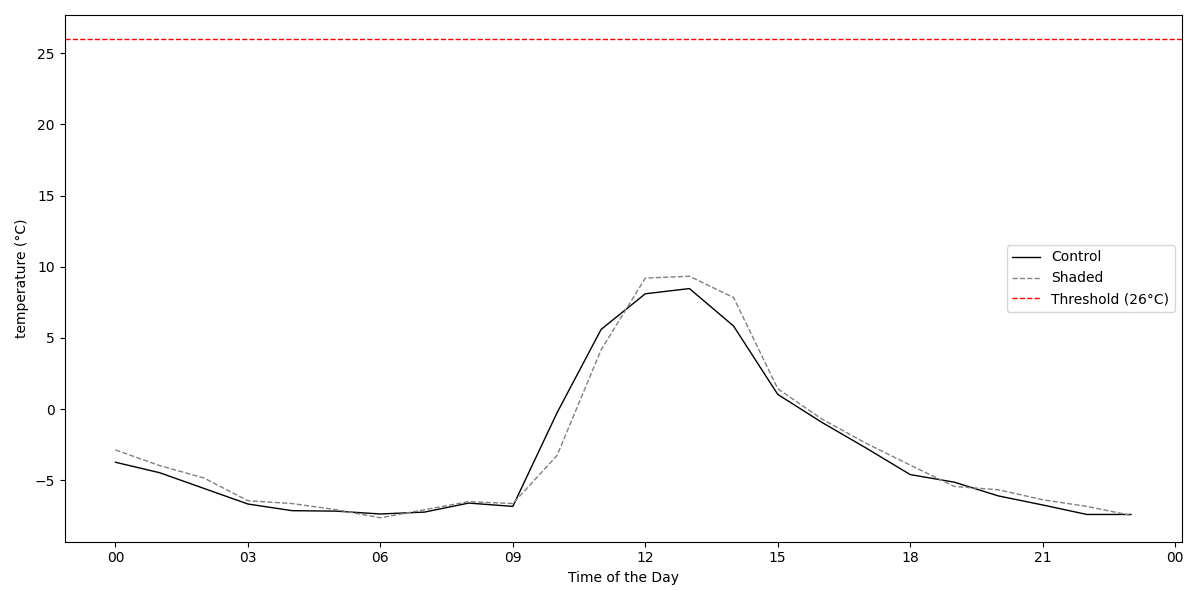 25
20
15
10
5
0
−5
temperature (°C)
Control
Shaded
Threshold (26°C)
00 03 06 09 12 15 18 21 00
Time of the Day